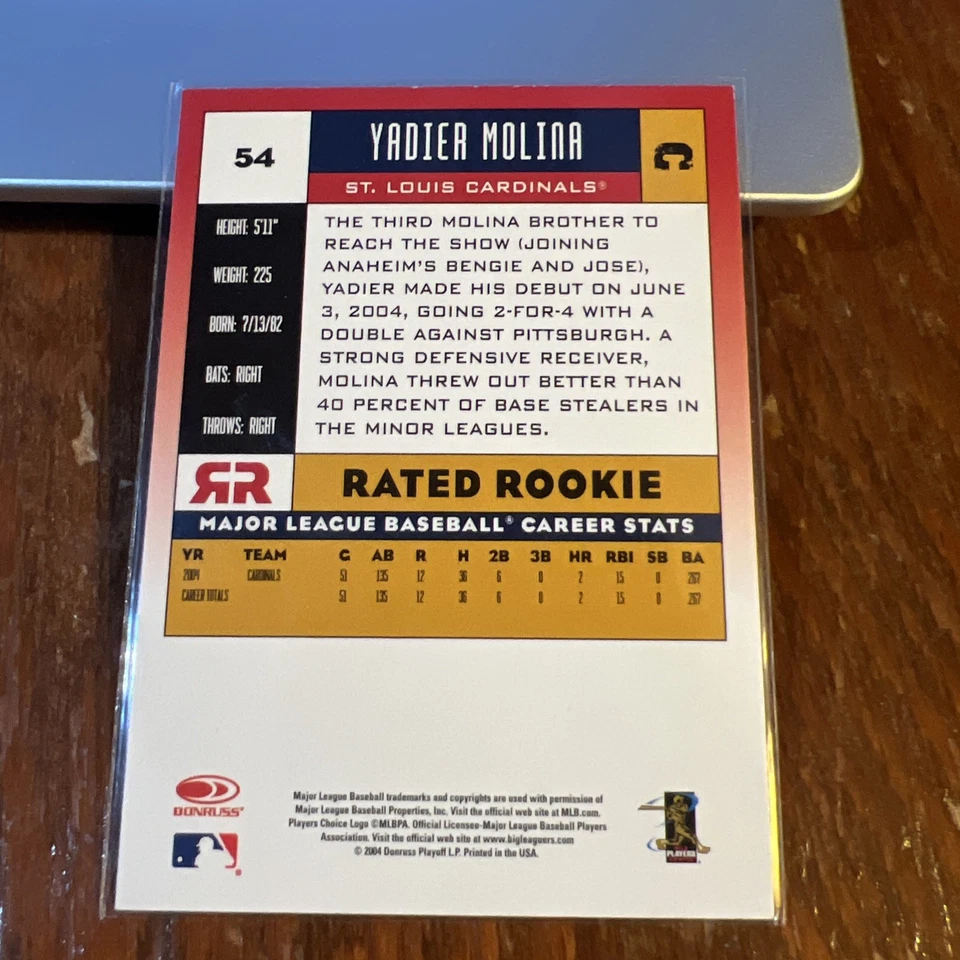 54
YADIER MOLINA
C
ST. LOUIS CARDINALS®
HEIGHT: 5'11"
WEIGHT: 225
BORN: 7/13/82
BATS: RIGHT
THROWS: RIGHT
THE THIRD MOLINA BROTHER TO
REACH THE SHOW (JOINING
ANAHEIM'S BENGIE AND JOSE),
YADIER MADE HIS DEBUT ON JUNE
3, 2004, GOING 2-FOR-4 WITH A
DOUBLE AGAINST PITTSBURGH. A
STRONG DEFENSIVE RECEIVER,
MOLINA THREW OUT BETTER THAN
40 PERCENT OF BASE STEALERS IN
THE MINOR LEAGUES.
RR
RATED ROOKIE
MAJOR LEAGUE BASEBALL® CAREER STATS
YR TEAM G AB R H 2B 3B HR RBI SB BA
2004 CARDINALS 51 135 12 36 6 0 2 15 0 .267
CAREER TOTALS 51 135 12 36 6 0 2 15 0 .267
DONRUSS®
Major League Baseball trademarks and copyrights are used with permission of
Major League Baseball Properties, Inc. Visit the official web site at MLB.com.
Players Choice Logo ©MLBPA. Official Licensee-Major League Baseball Players
Association. Visit the official web site at www.bigleaguers.com
© 2004 Donruss Playoff L.P. Printed in the USA.
PLAYERS